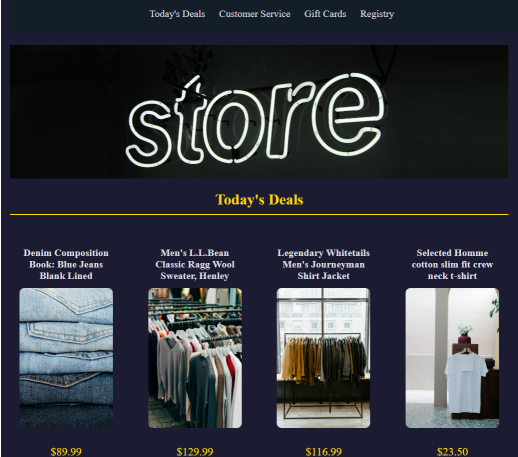 Today's Deals Customer Service Gift Cards Registry
store
Today's Deals
Denim Composition
Book: Blue Jeans
Blank Lined
Men's L.L.Bean
Classic Ragg Wool
Sweater, Henley
Legendary Whitetails
Men's Journeyman
Shirt Jacket
Selected Homme
cotton slim fit crew
neck t-shirt
$89.99 $129.99 $116.99 $23.50